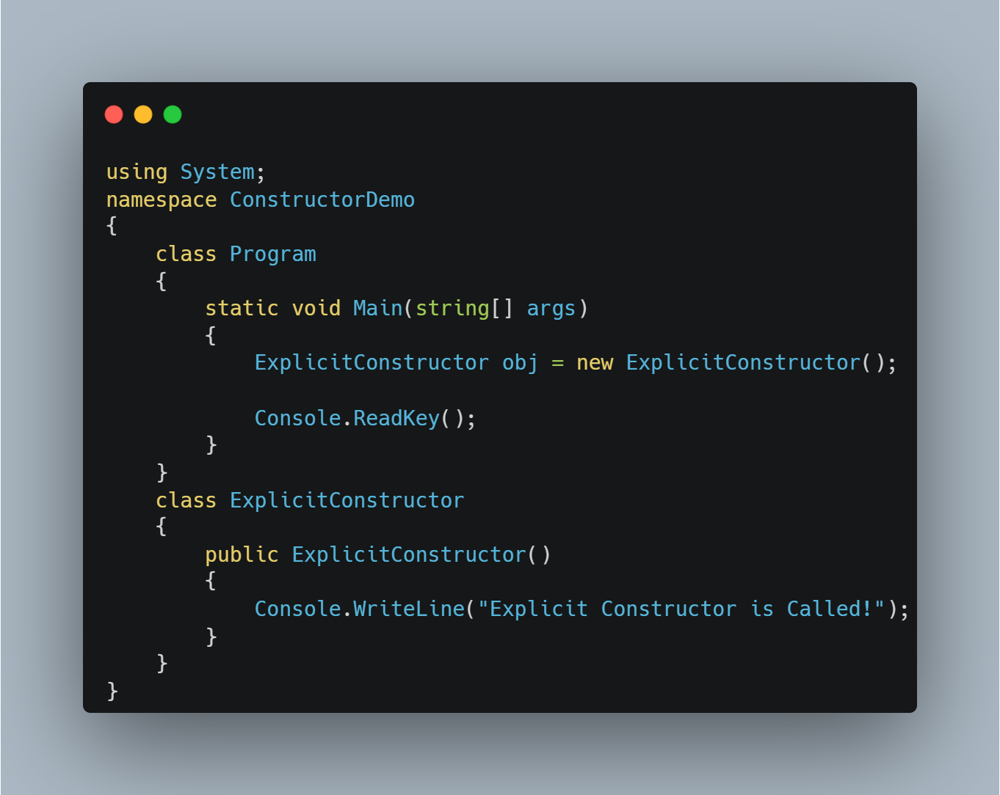 using System;
namespace ConstructorDemo
{
    class Program
    {
        static void Main(string[] args)
        {
            ExplicitConstructor obj = new ExplicitConstructor();

            Console.ReadKey();
        }
    }
    class ExplicitConstructor
    {
        public ExplicitConstructor()
        {
            Console.WriteLine("Explicit Constructor is Called!");
        }
    }
}